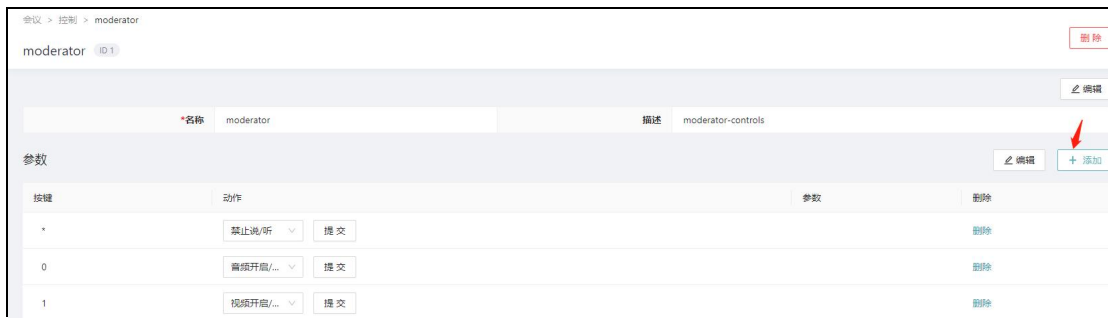 会议 > 控制 > moderator
删 除
moderator ID 1
编辑
*名称 moderator 描述 moderator-controls
参数 编辑 + 添加
按键 动作 参数 删除
* 禁止说/听 提 交 删除
0 音频开启/... 提 交 删除
1 视频开启/... 提 交 删除